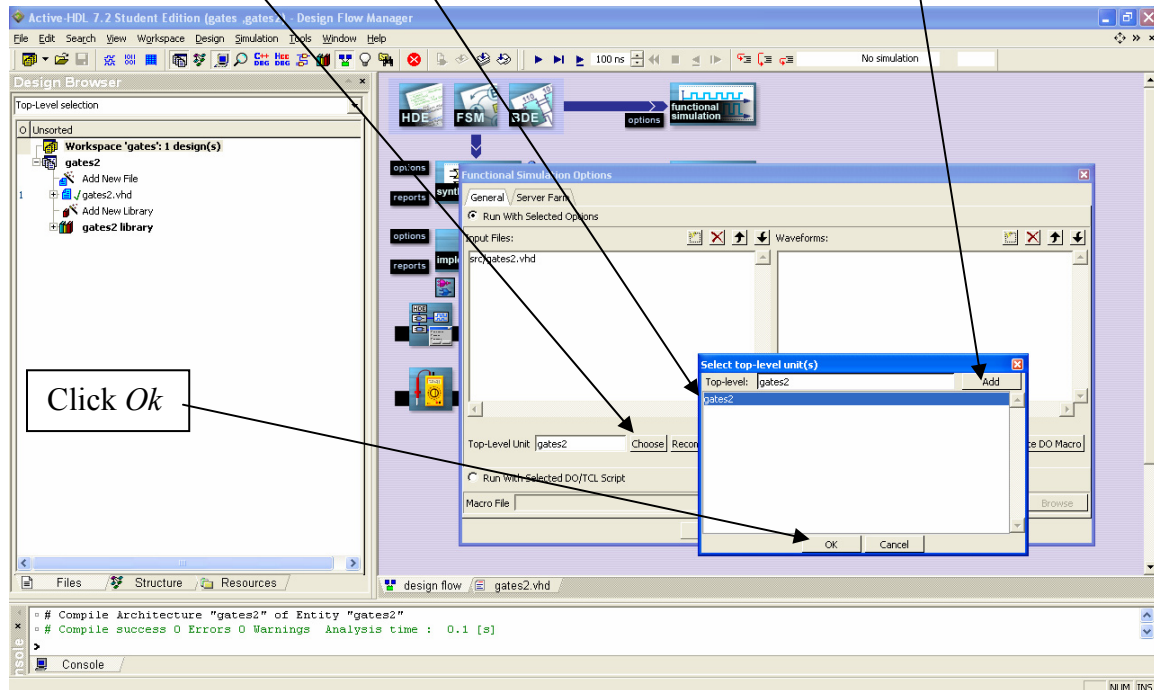 Active-HDL 7.2 Student Edition (gates ,gates2) - Design Flow Manager
File Edit Search View Workspace Design Simulation Tools Window Help
100 ns No simulation
Design Browser
Top-Level selection
O Unsorted
Workspace 'gates': 1 design(s)
gates2
Add New File
1 gates2.vhd
Add New Library
gates2 library
HDE FSM BDE
options
functional simulation
options
reports
options
reports
Functional Simulation Options
General Server Farm
Run With Selected Options
Input Files: Waveforms:
src/gates2.vhd
Select top-level unit(s)
Top-level: gates2 Add
gates2
Click Ok
Top-Level Unit gates2 Choose
DO Macro
Run With Selected DO/TCL Script
Macro File Browse
OK Cancel
Files Structure Resources
design flow gates2.vhd
# Compile Architecture "gates2" of Entity "gates2"
# Compile success 0 Errors 0 Warnings Analysis time : 0.1 [s]
>
Console
NUM INS